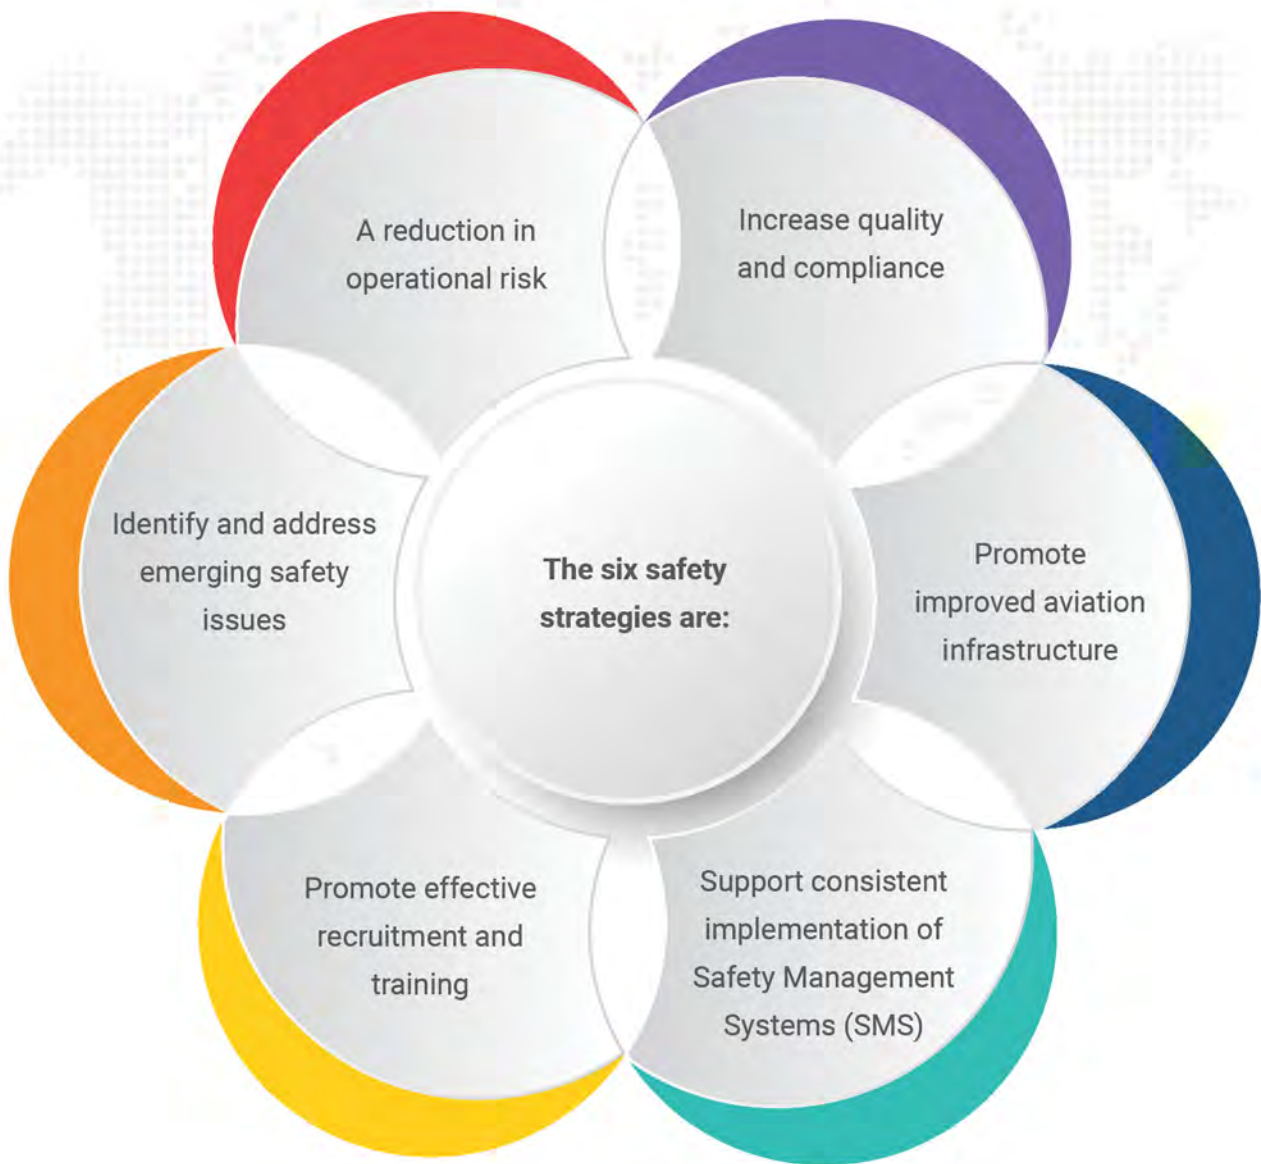 The six safety
strategies are:
A reduction in
operational risk
Increase quality
and compliance
Promote
improved aviation
infrastructure
Support consistent
implementation of
Safety Management
Systems (SMS)
Promote effective
recruitment and
training
Identify and address
emerging safety
issues